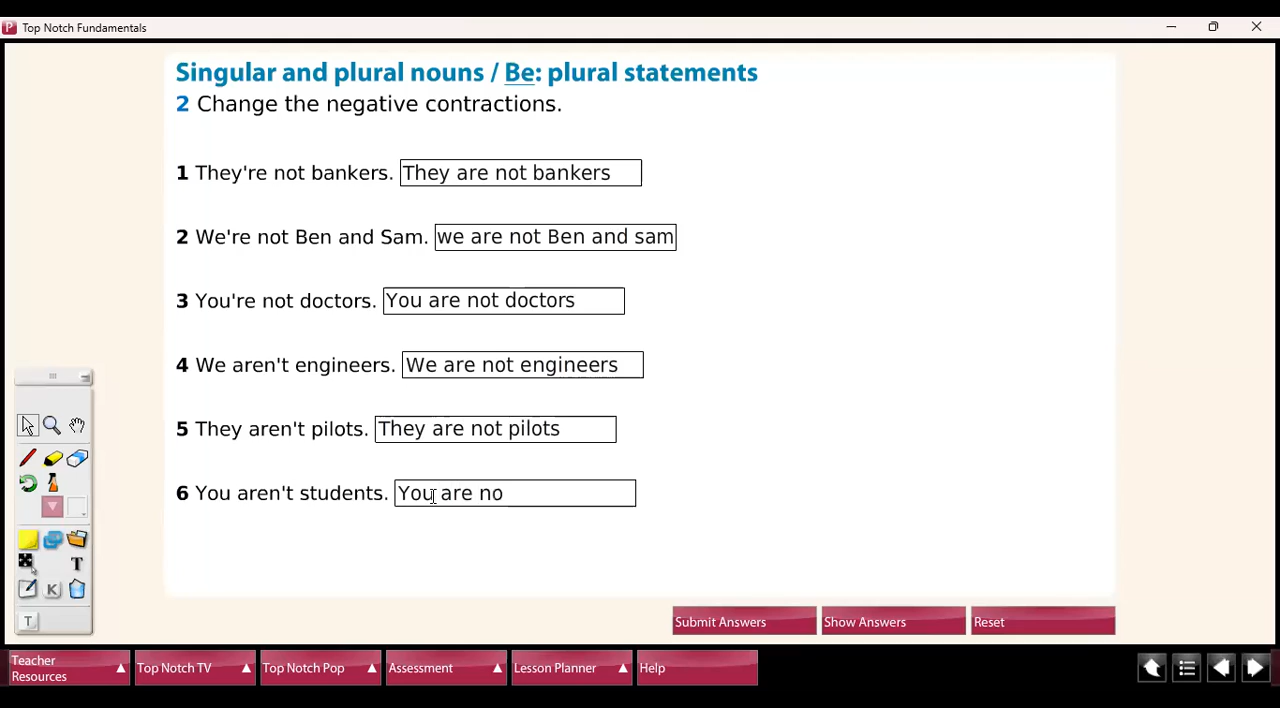 Top Notch Fundamentals
Singular and plural nouns / Be: plural statements
2 Change the negative contractions.
1 They're not bankers. They are not bankers
2 We're not Ben and Sam. we are not Ben and sam
3 You're not doctors. You are not doctors
4 We aren't engineers. We are not engineers
5 They aren't pilots. They are not pilots
6 You aren't students. You are no
T
K
T
Submit Answers Show Answers Reset
Teacher Resources Top Notch TV Top Notch Pop Assessment Lesson Planner Help